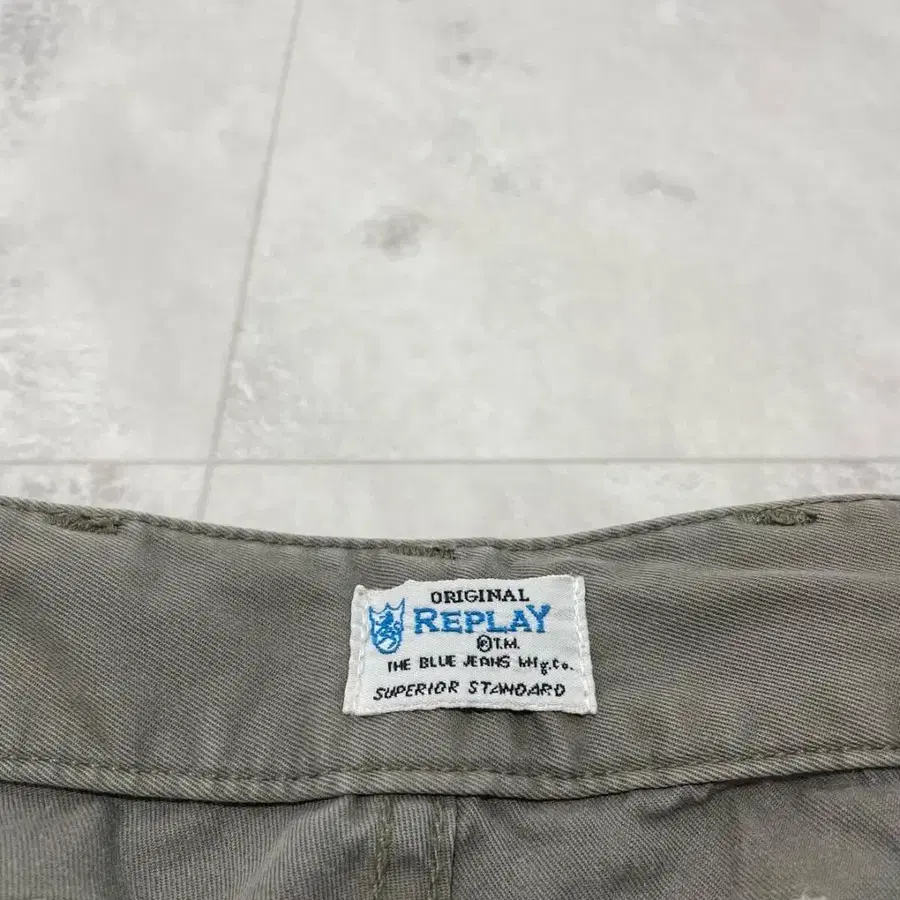 ORIGINAL
REPLAY
®T.M.
THE BLUE JEANS Mfg.Co.
SUPERIOR STANDARD